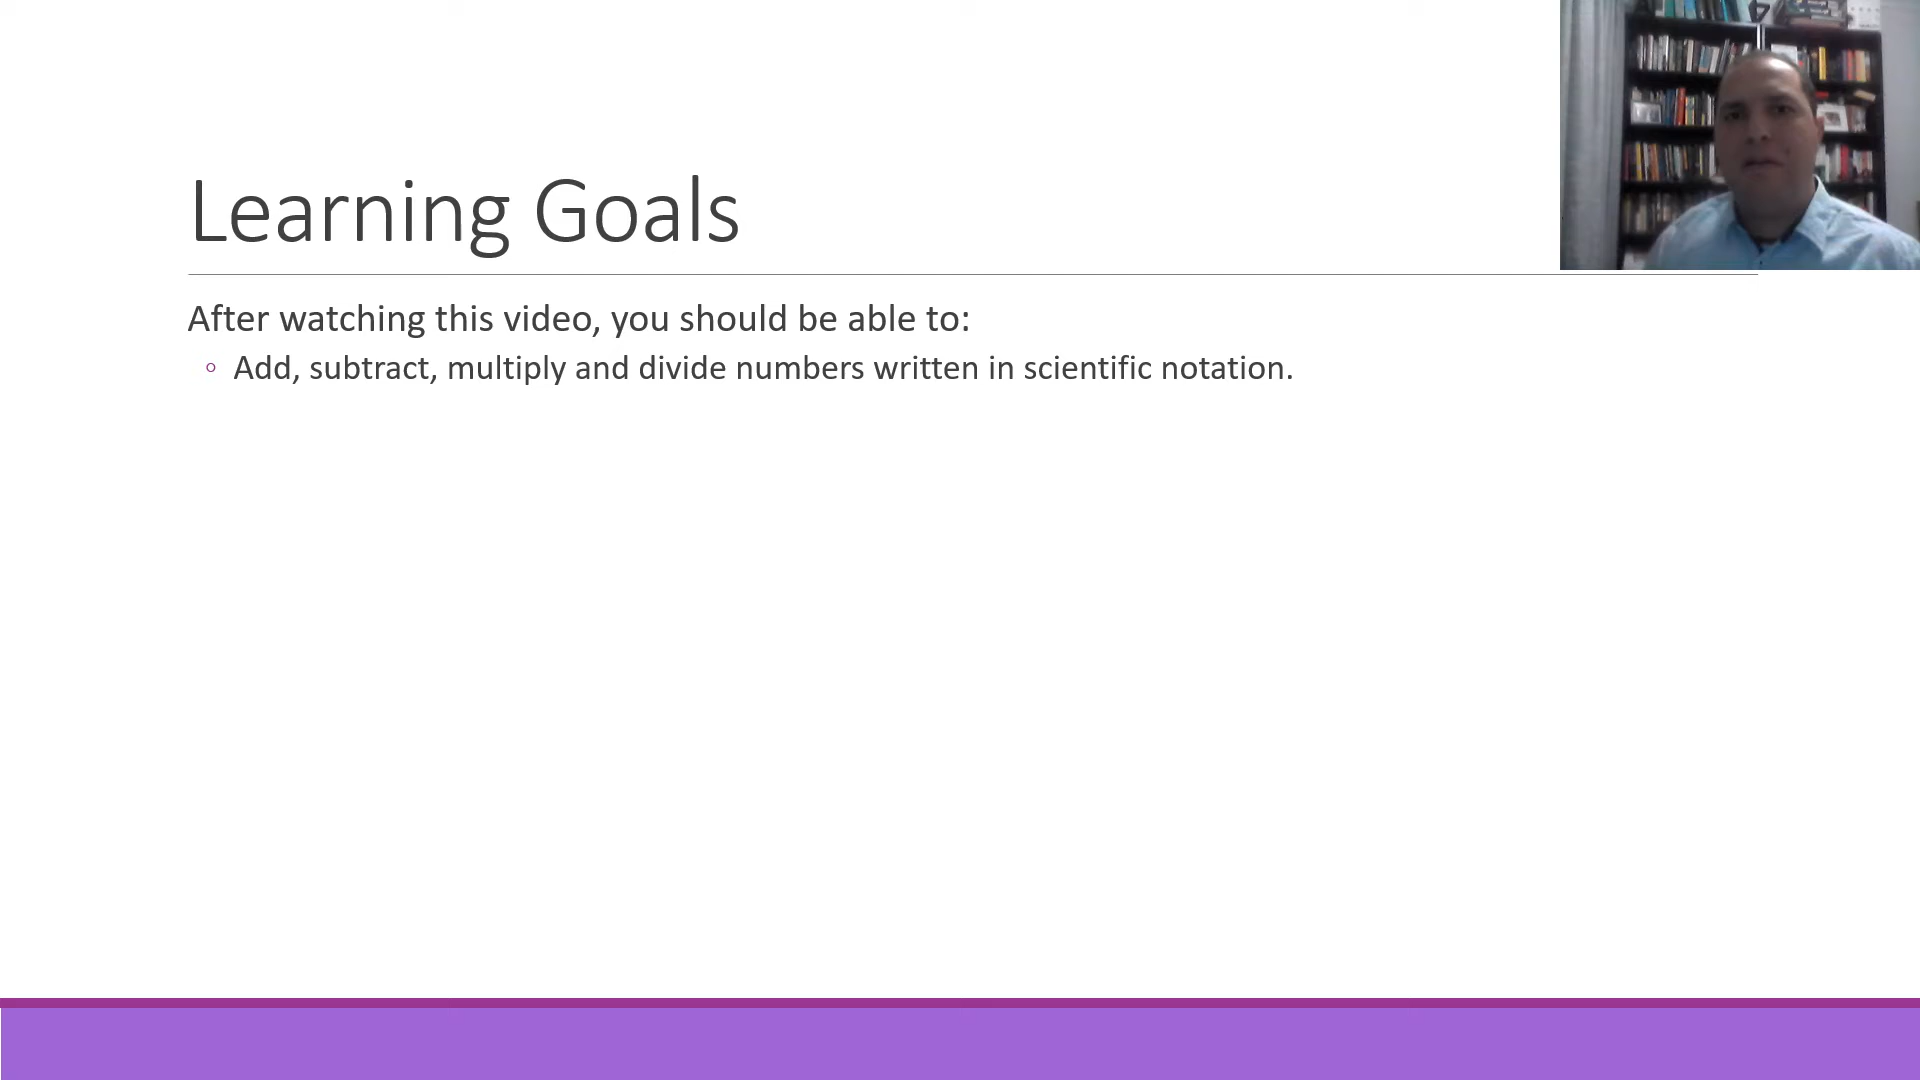 Learning Goals
After watching this video, you should be able to:
◦ Add, subtract, multiply and divide numbers written in scientific notation.